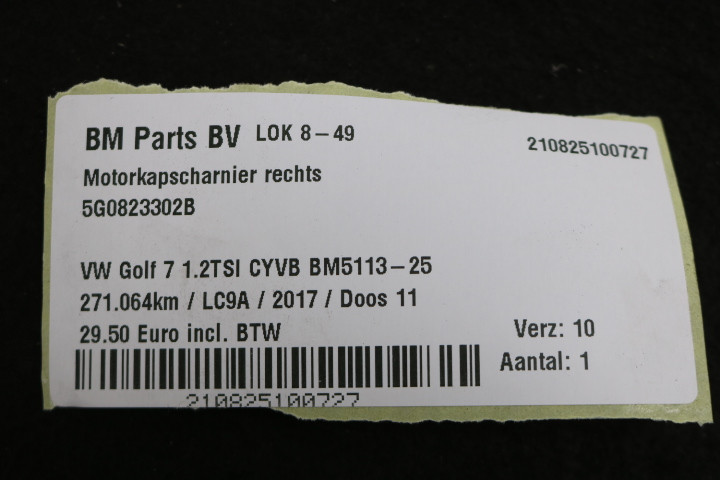 BM Parts BV LOK 8-49
210825100727
Motorkapscharnier rechts
5G0823302B
VW Golf 7 1.2TSI CYVB BM5113-25
271.064km / LC9A / 2017 / Doos 11
29.50 Euro incl. BTW
Verz: 10
Aantal: 1
210825100727